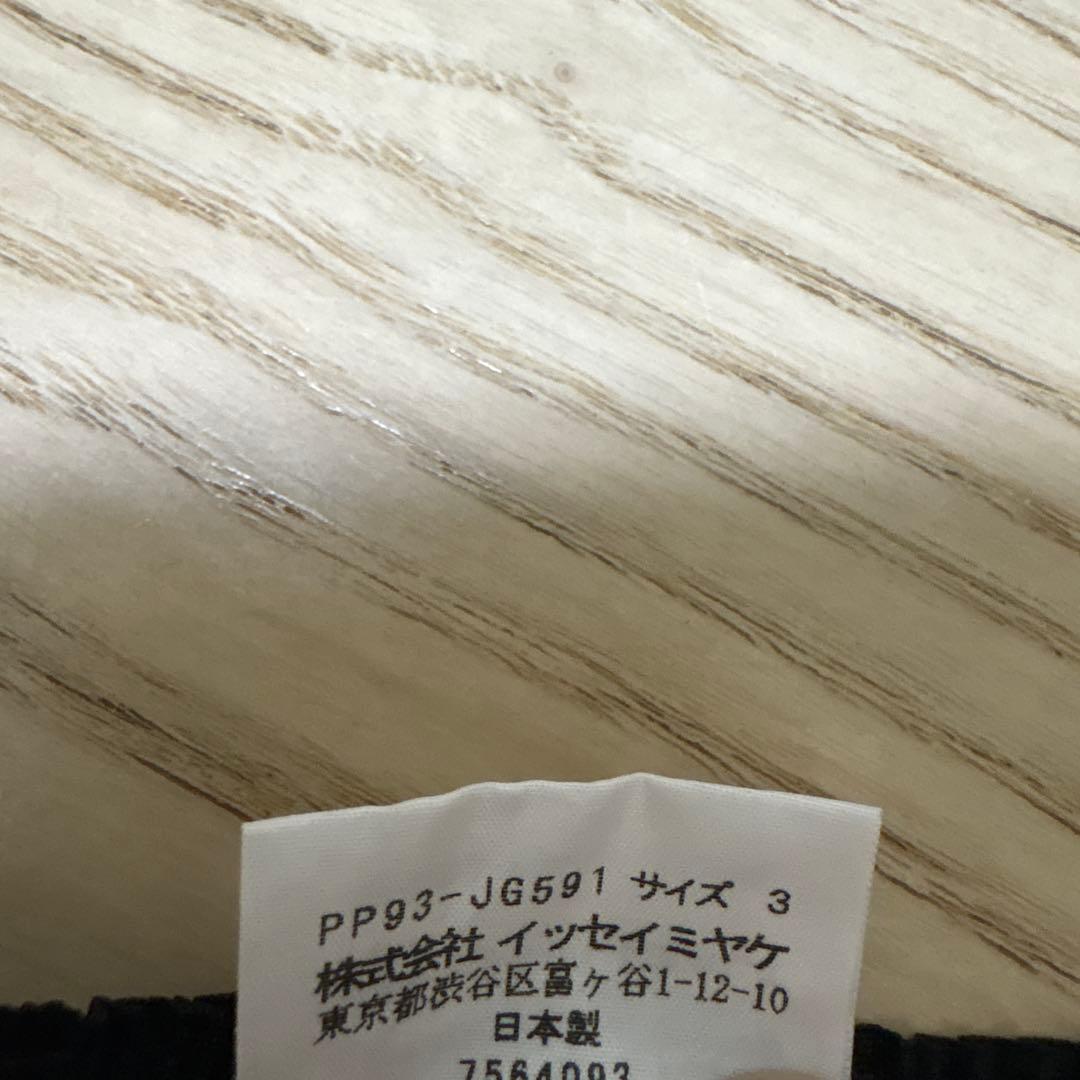 PP93-JG591 サイズ 3
株式会社 イッセイミヤケ
東京都渋谷区富ヶ谷1-12-10
日本製
7564093